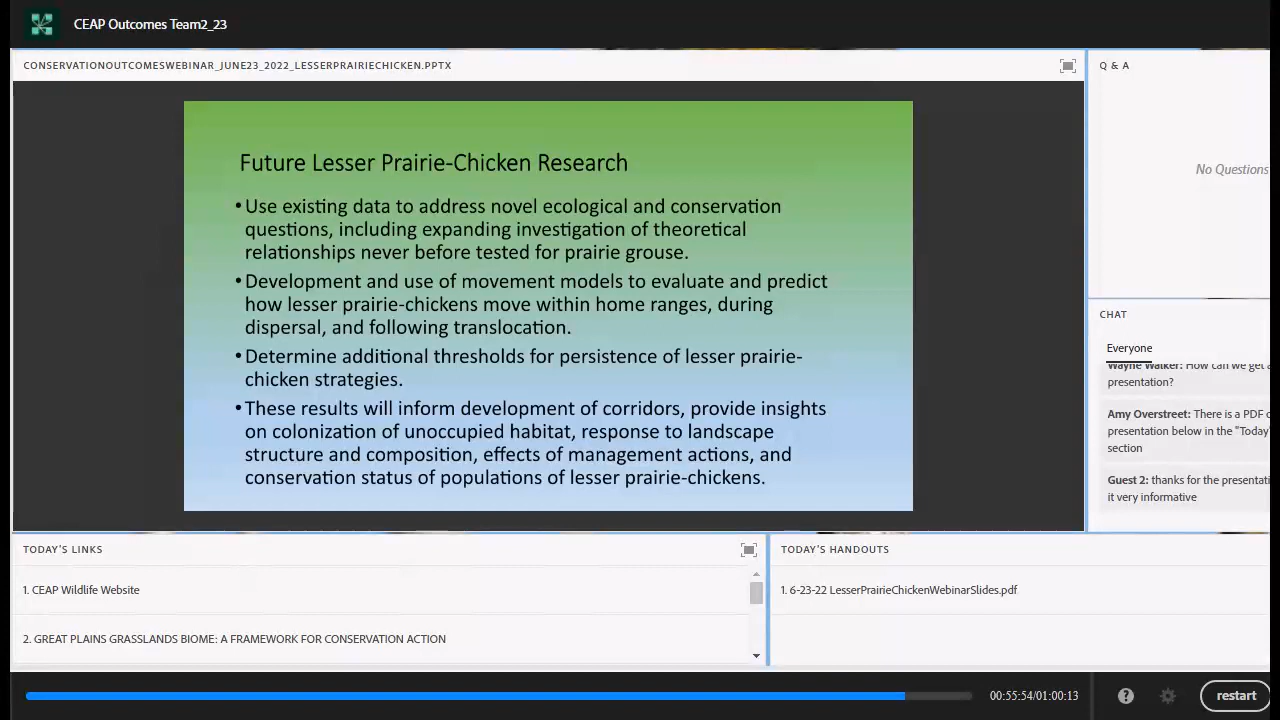 CEAP Outcomes Team2_23
CONSERVATIONOUTCOMESWEBINAR_JUNE23_2022_LESSERPRAIRIECHICKEN.PPTX
Future Lesser Prairie-Chicken Research
•Use existing data to address novel ecological and conservation
questions, including expanding investigation of theoretical
relationships never before tested for prairie grouse.
•Development and use of movement models to evaluate and predict
how lesser prairie-chickens move within home ranges, during
dispersal, and following translocation.
•Determine additional thresholds for persistence of lesser prairie-
chicken strategies.
•These results will inform development of corridors, provide insights
on colonization of unoccupied habitat, response to landscape
structure and composition, effects of management actions, and
conservation status of populations of lesser prairie-chickens.
Q & A
No Questions
CHAT
Everyone
Wayne Walker: How can we get a
presentation?
Amy Overstreet: There is a PDF
presentation below in the "Today
section
Guest 2: thanks for the presentati
it very informative
TODAY'S LINKS
1. CEAP Wildlife Website
2. GREAT PLAINS GRASSLANDS BIOME: A FRAMEWORK FOR CONSERVATION ACTION
TODAY'S HANDOUTS
1. 6-23-22 LesserPrairieChickenWebinarSlides.pdf
00:55:54/01:00:13
?
restart